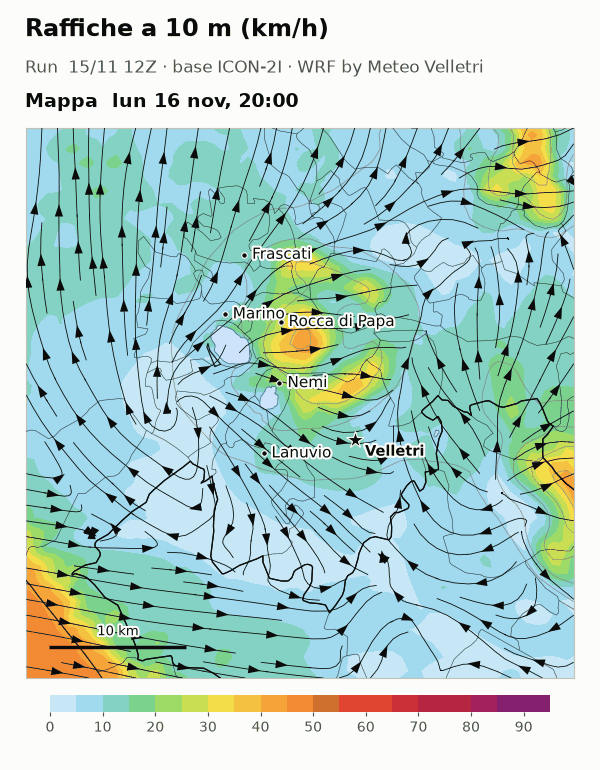 Raffiche a 10 m (km/h)
Run  15/11 12Z · base ICON-2I · WRF by Meteo Velletri
Mappa  lun 16 nov, 20:00
Frascati
Marino
Rocca di Papa
Nemi
Velletri
Lanuvio
10 km
0 10 20 30 40 50 60 70 80 90